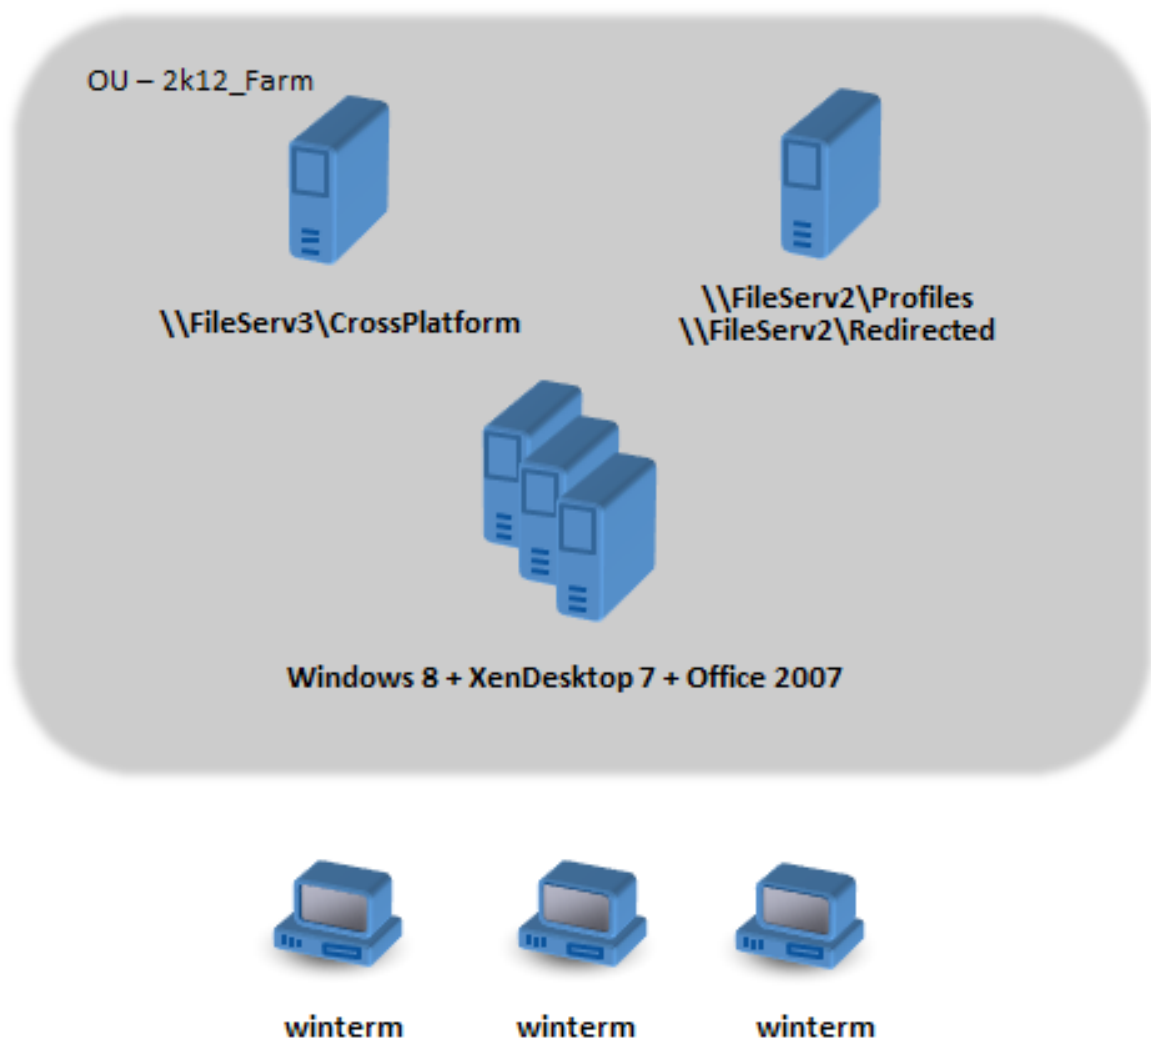 OU – 2k12_Farm
\\FileServ3\CrossPlatform
\\FileServ2\Profiles
\\FileServ2\Redirected
Windows 8 + XenDesktop 7 + Office 2007
winterm
winterm
winterm